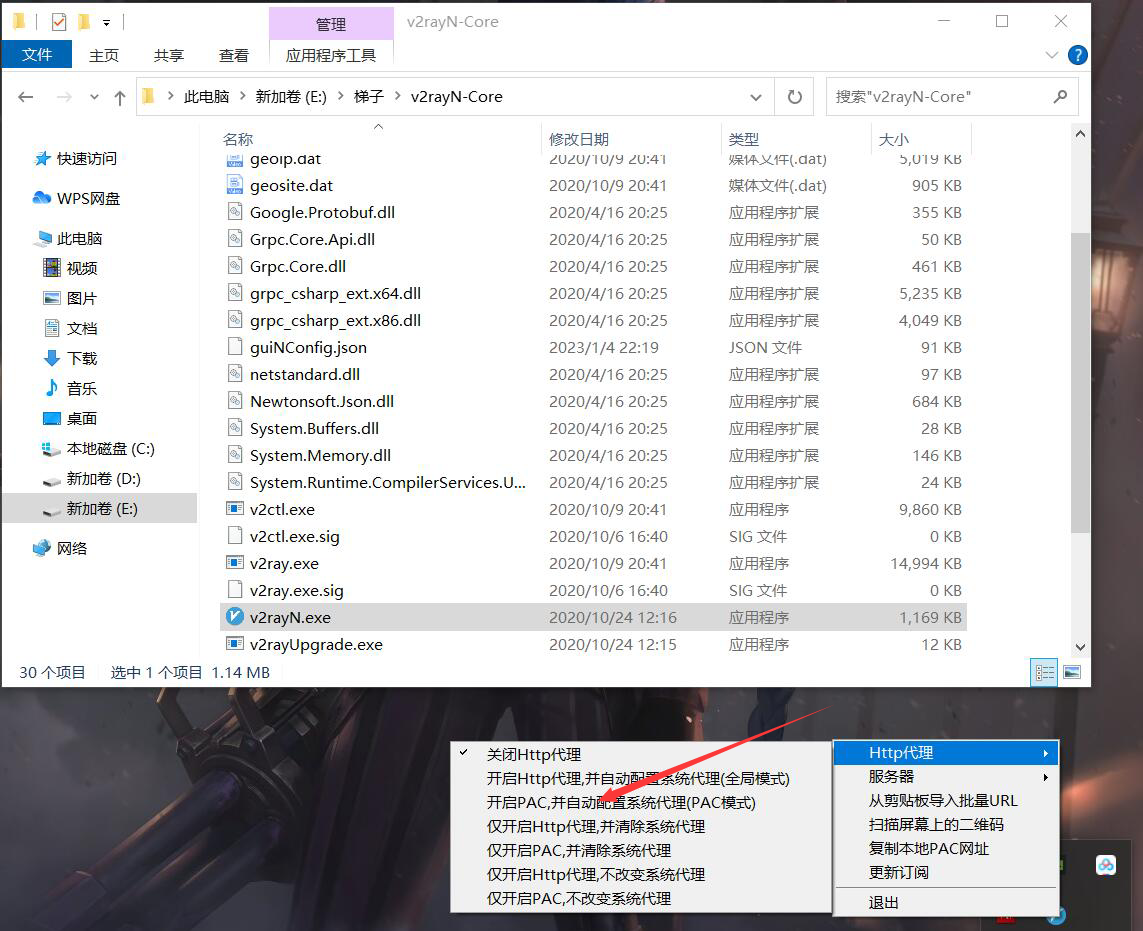 管理
v2rayN-Core
文件
主页
共享
查看
应用程序工具
此电脑 › 新加卷 (E:) › 梯子 › v2rayN-Core
搜索"v2rayN-Core"
快速访问
WPS网盘
此电脑
视频
图片
文档
下载
音乐
桌面
本地磁盘 (C:)
新加卷 (D:)
新加卷 (E:)
网络
名称 修改日期 类型 大小
geoip.dat 2020/10/9 20:41 媒体文件(.dat) 5,019 KB
geosite.dat 2020/10/9 20:41 媒体文件(.dat) 905 KB
Google.Protobuf.dll 2020/4/16 20:25 应用程序扩展 355 KB
Grpc.Core.Api.dll 2020/4/16 20:25 应用程序扩展 50 KB
Grpc.Core.dll 2020/4/16 20:25 应用程序扩展 461 KB
grpc_csharp_ext.x64.dll 2020/4/16 20:25 应用程序扩展 5,235 KB
grpc_csharp_ext.x86.dll 2020/4/16 20:25 应用程序扩展 4,049 KB
guiNConfig.json 2023/1/4 22:19 JSON 文件 91 KB
netstandard.dll 2020/4/16 20:25 应用程序扩展 97 KB
Newtonsoft.Json.dll 2020/4/16 20:25 应用程序扩展 684 KB
System.Buffers.dll 2020/4/16 20:25 应用程序扩展 28 KB
System.Memory.dll 2020/4/16 20:25 应用程序扩展 146 KB
System.Runtime.CompilerServices.U... 2020/4/16 20:25 应用程序扩展 24 KB
v2ctl.exe 2020/10/9 20:41 应用程序 9,860 KB
v2ctl.exe.sig 2020/10/6 16:40 SIG 文件 0 KB
v2ray.exe 2020/10/9 20:41 应用程序 14,994 KB
v2ray.exe.sig 2020/10/6 16:40 SIG 文件 0 KB
v2rayN.exe 2020/10/24 12:16 应用程序 1,169 KB
v2rayUpgrade.exe 2020/10/24 12:15 应用程序 12 KB
30 个项目 选中 1 个项目 1.14 MB
关闭Http代理
开启Http代理,并自动配置系统代理(全局模式)
开启PAC,并自动配置系统代理(PAC模式)
仅开启Http代理,并清除系统代理
仅开启PAC,并清除系统代理
仅开启Http代理,不改变系统代理
仅开启PAC,不改变系统代理
Http代理
服务器
从剪贴板导入批量URL
扫描屏幕上的二维码
复制本地PAC网址
更新订阅
退出